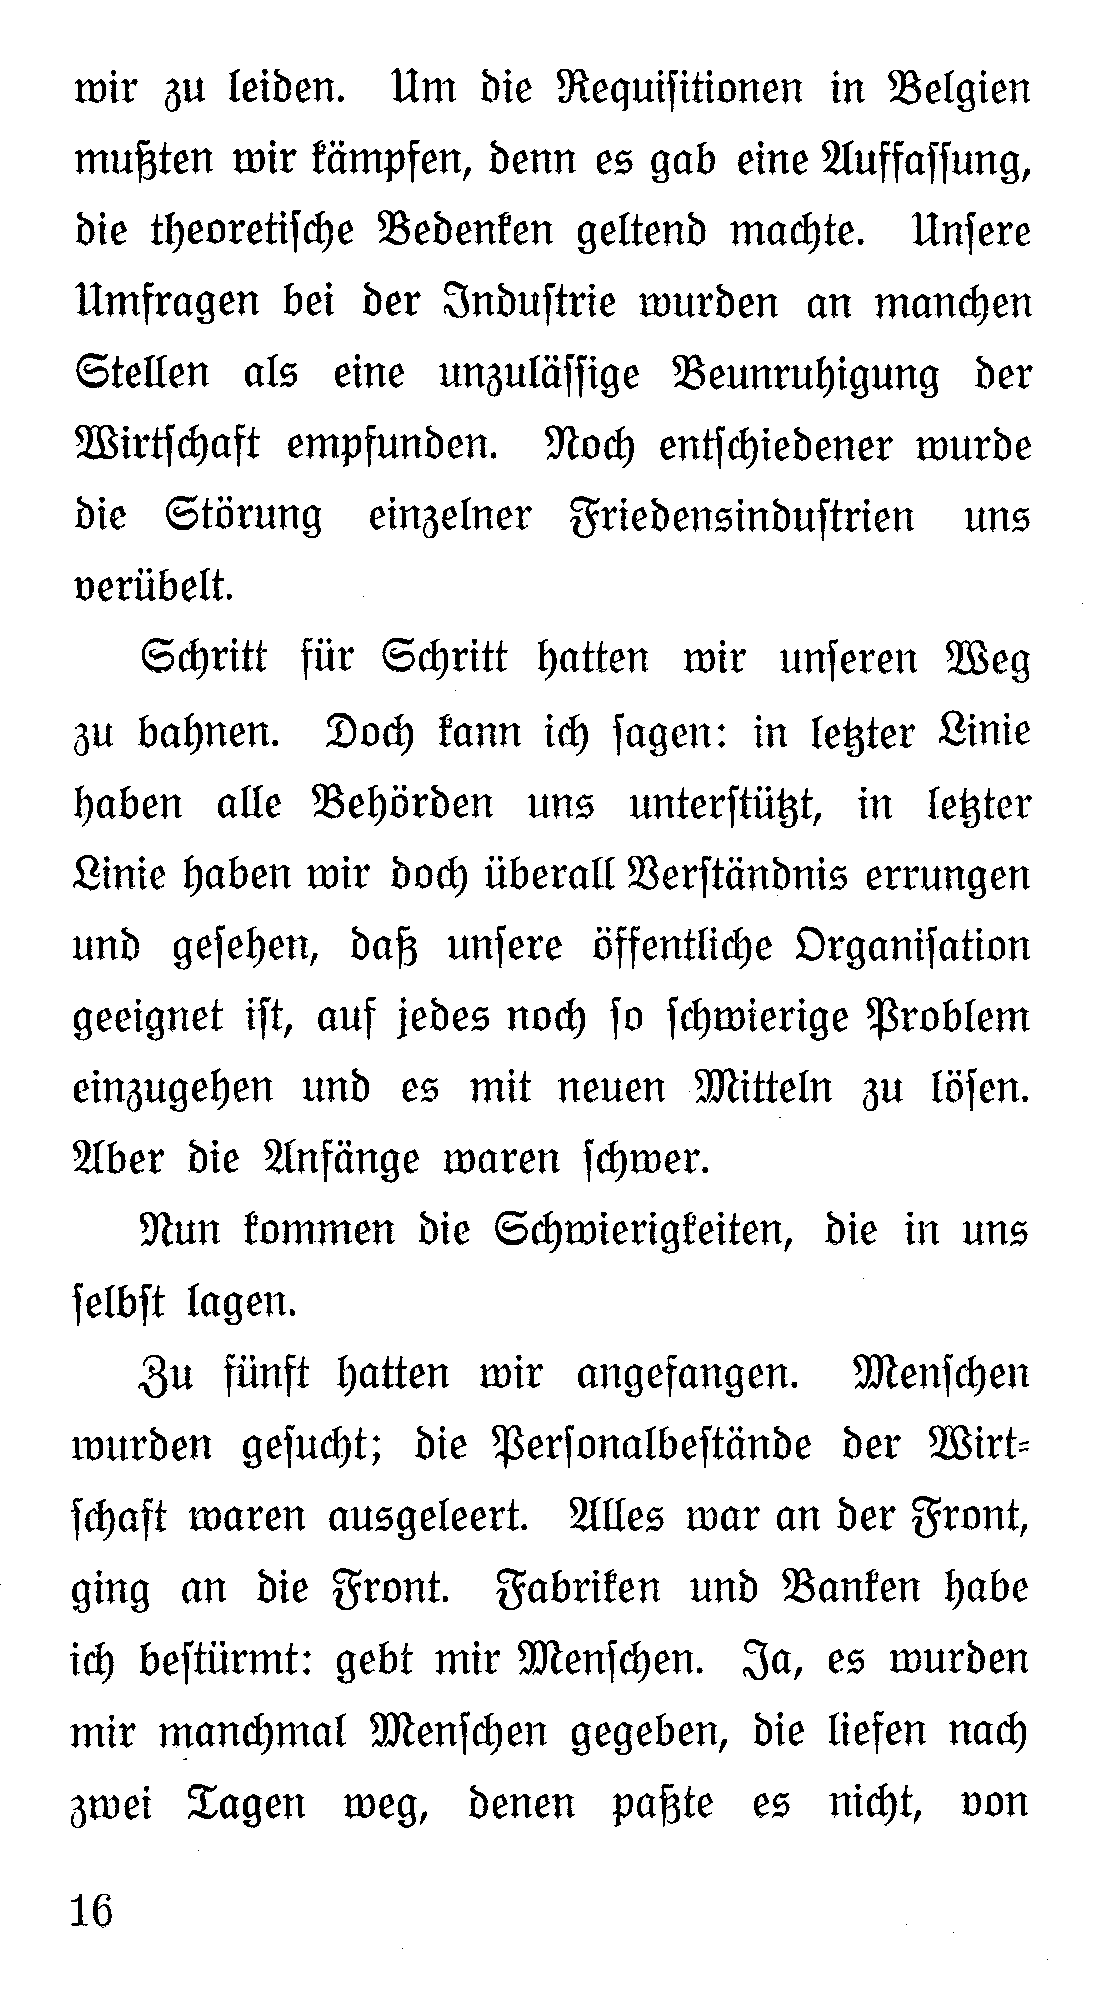 wir zu leiden. Um die Requiſitionen in Belgien
mußten wir kämpfen, denn es gab eine Auffaſſung,
die theoretiſche Bedenken geltend machte. Unſere
Umfragen bei der Induſtrie wurden an manchen
Stellen als eine unzuläſſige Beunruhigung der
Wirtſchaft empfunden. Noch entſchiedener wurde
die Störung einzelner Friedensinduſtrien uns
verübelt.
Schritt für Schritt hatten wir unſeren Weg
zu bahnen. Doch kann ich ſagen: in letzter Linie
haben alle Behörden uns unterſtützt, in letzter
Linie haben wir doch überall Verſtändnis errungen
und geſehen, daß unſere öffentliche Organiſation
geeignet iſt, auf jedes noch ſo ſchwierige Problem
einzugehen und es mit neuen Mitteln zu löſen.
Aber die Anfänge waren ſchwer.
Nun kommen die Schwierigkeiten, die in uns
ſelbſt lagen.
Zu fünft hatten wir angefangen. Menſchen
wurden geſucht; die Perſonalbeſtände der Wirt⸗
ſchaft waren ausgeleert. Alles war an der Front,
ging an die Front. Fabriken und Banken habe
ich beſtürmt: gebt mir Menſchen. Ja, es wurden
mir manchmal Menſchen gegeben, die liefen nach
zwei Tagen weg, denen paßte es nicht, von
16